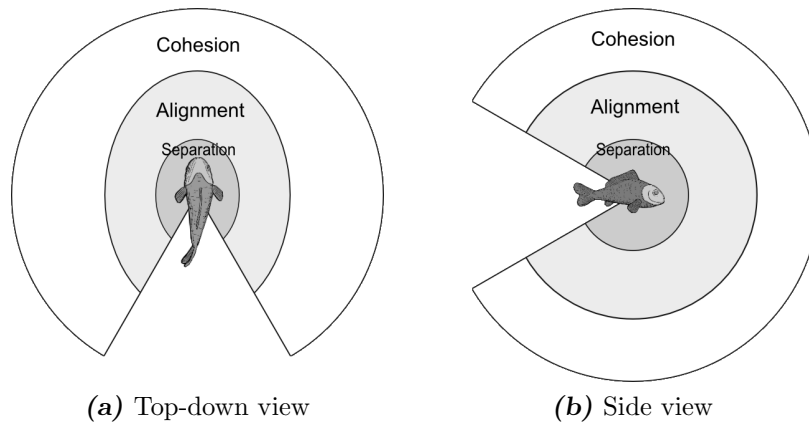 Cohesion
Alignment
Separation
(a) Top-down view
Cohesion
Alignment
Separation
(b) Side view